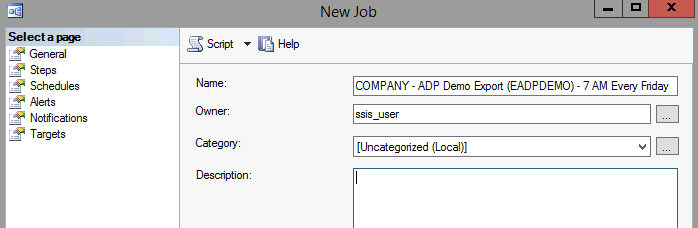 New Job
Select a page
General
Steps
Schedules
Alerts
Notifications
Targets
Script
Help
Name:
COMPANY - ADP Demo Export (EADPDEMO) - 7 AM Every Friday
Owner:
ssis_user
...
Category:
[Uncategorized (Local)]
...
Description: